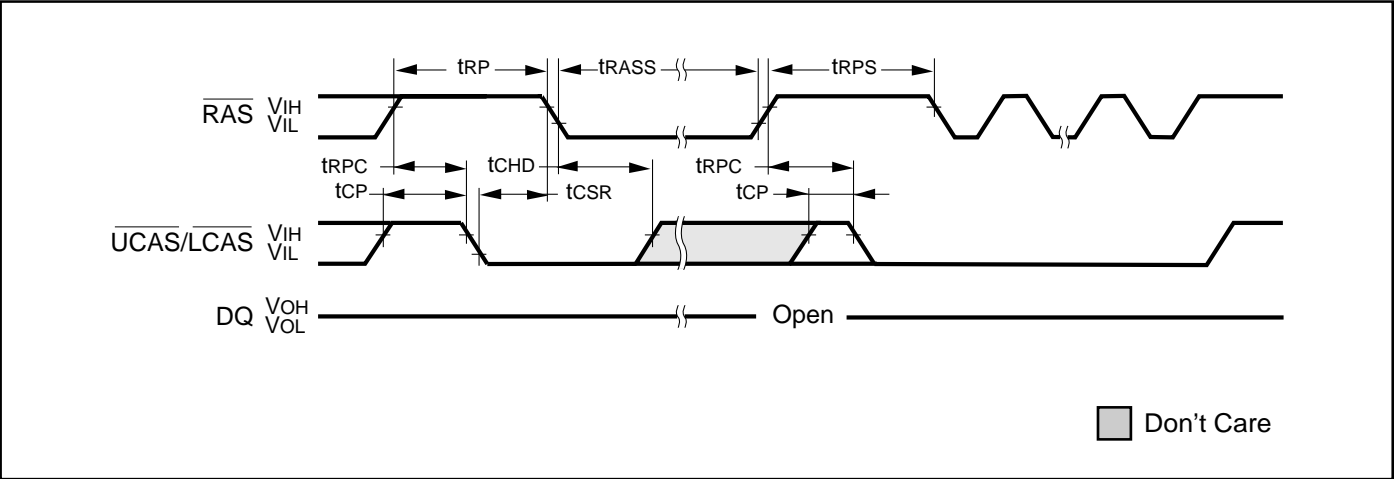 tRP tRASS tRPS
RAS VIH
VIL
tRPC tCHD tRPC
tCP tCSR tCP
UCAS/LCAS VIH
VIL
DQ VOH
VOL
Open
Don't Care